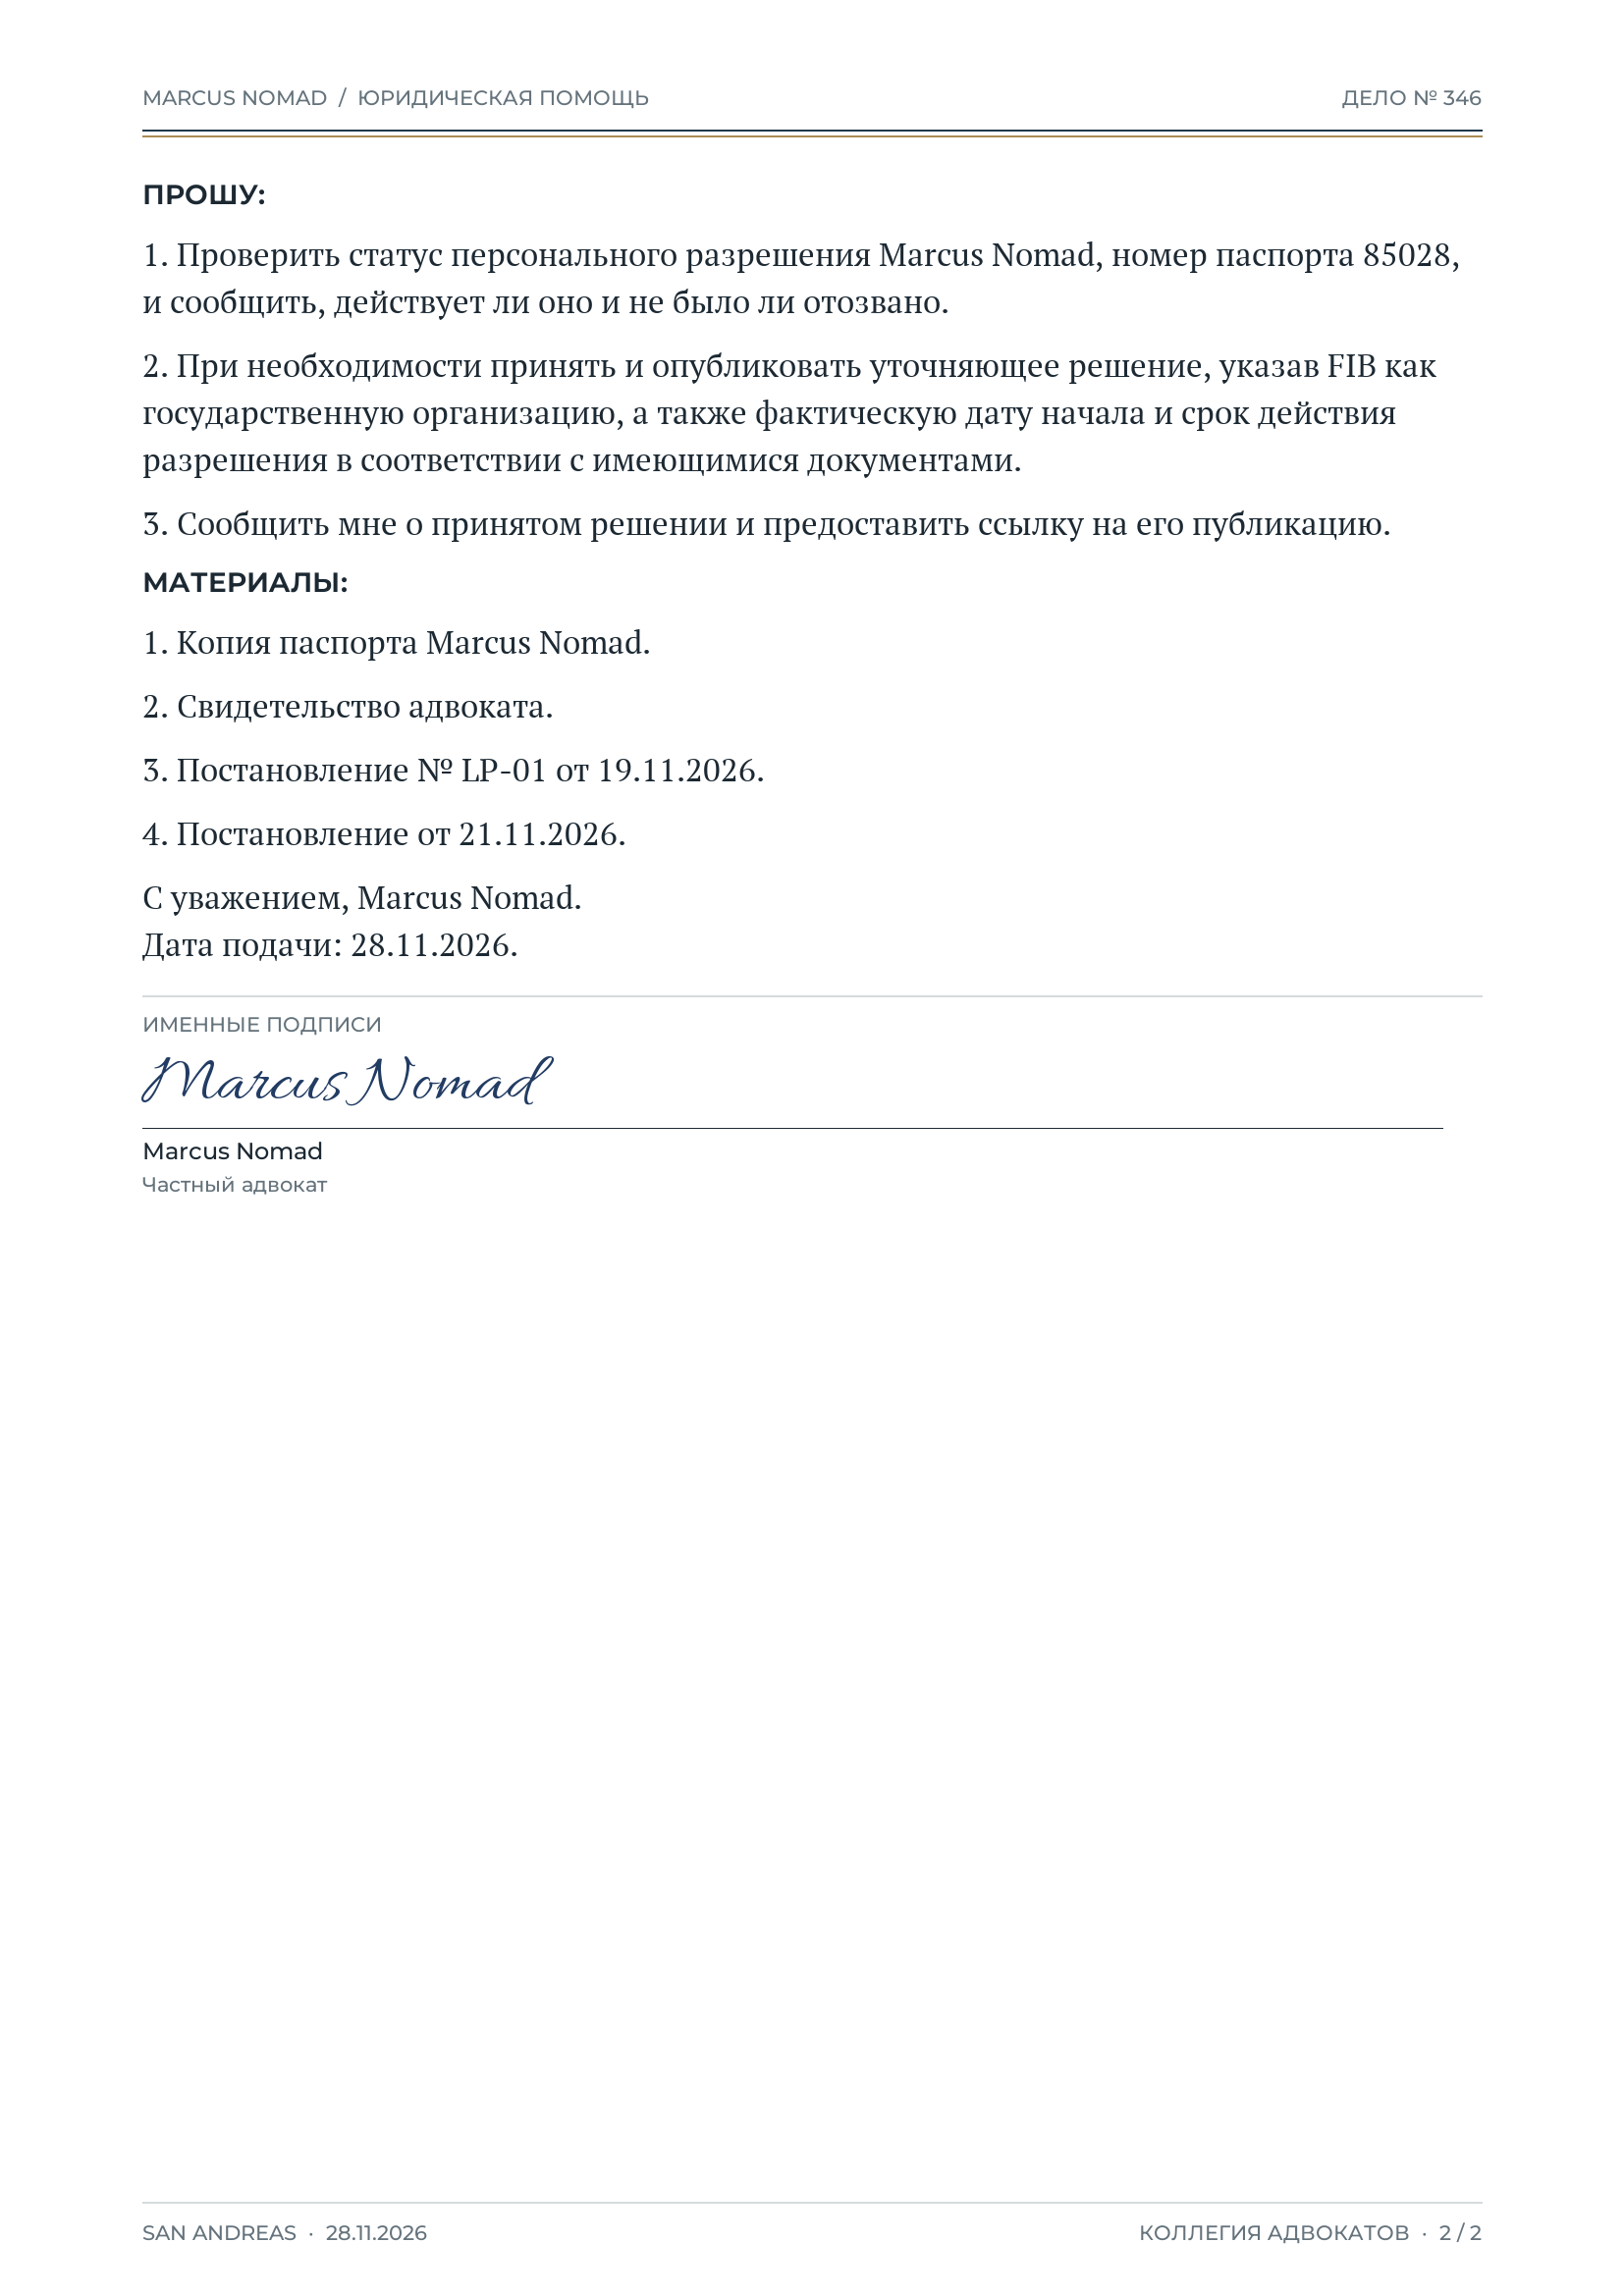 MARCUS NOMAD / ЮРИДИЧЕСКАЯ ПОМОЩЬ
ДЕЛО № 346
ПРОШУ:
1. Проверить статус персонального разрешения Marcus Nomad, номер паспорта 85028,
и сообщить, действует ли оно и не было ли отозвано.
2. При необходимости принять и опубликовать уточняющее решение, указав FIB как
государственную организацию, а также фактическую дату начала и срок действия
разрешения в соответствии с имеющимися документами.
3. Сообщить мне о принятом решении и предоставить ссылку на его публикацию.
МАТЕРИАЛЫ:
1. Копия паспорта Marcus Nomad.
2. Свидетельство адвоката.
3. Постановление № LP-01 от 19.11.2026.
4. Постановление от 21.11.2026.
С уважением, Marcus Nomad.
Дата подачи: 28.11.2026.
ИМЕННЫЕ ПОДПИСИ
Marcus Nomad
Marcus Nomad
Частный адвокат
SAN ANDREAS · 28.11.2026
КОЛЛЕГИЯ АДВОКАТОВ · 2 / 2